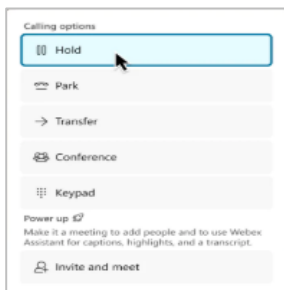 Calling options
Hold
Park
Transfer
Conference
Keypad
Power up
Make it a meeting to add people and to use Webex
Assistant for captions, highlights, and a transcript.
Invite and meet